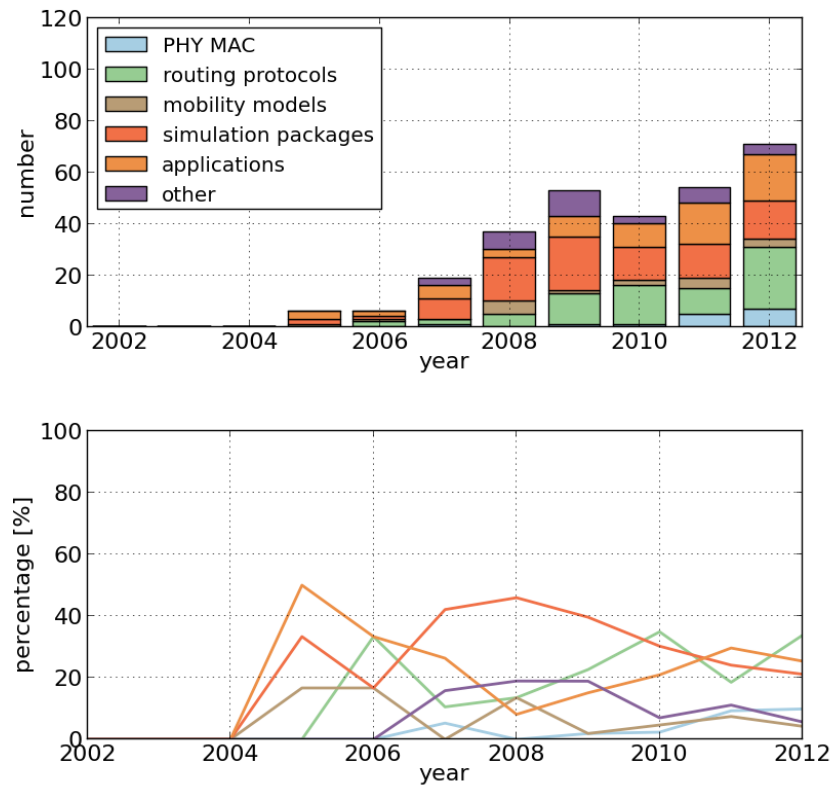 120
100
80
60
40
20
0
number
PHY MAC
routing protocols
mobility models
simulation packages
applications
other
2002 2004 2006 2008 2010 2012
year
100
80
60
40
20
0
percentage [%]
2002 2004 2006 2008 2010 2012
year